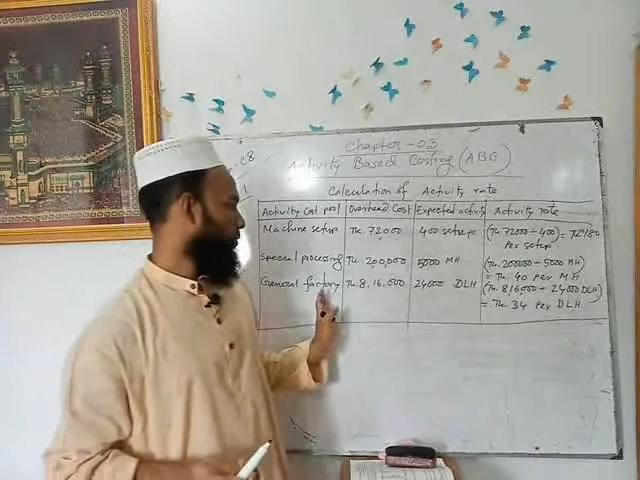 Chapter - 03
Activity Based Costing (ABC)
Calculation of Activity rate
Activity Cost pool Overhead Cost Expected activity Activity rate
Machine setup Tk. 72,000 400 setups (Tk 72000 ÷ 400) = Tk 180
Per setup
Special processing Tk. 200,000 5000 MH (Tk. 200000 ÷ 5000 MH)
= Tk. 40 per MH
General factory Tk. 8,16,000 24000 DLH (Tk. 816000 ÷ 24000 DLH)
= Tk 34 Per DLH